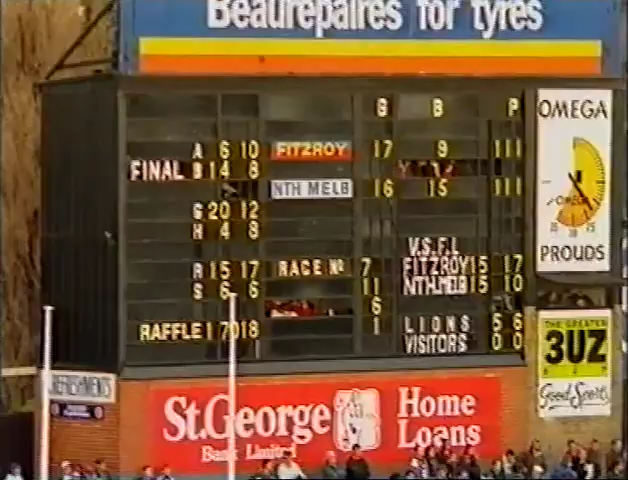 Beaurepaires for tyres
G B P
A 6 10 FITZROY 17 9 111
FINAL B 14 8
NTH MELB 16 15 111
G 20 12
H 4 8
V.S.F.L
R 15 17 RACE No 7 FITZROY 15 17
S 6 6 11 NTH.MELB 15 10
6
RAFFLE 17018 1 LIONS 5 6
VISITORS 0 0
OMEGA
OMEGA
PROUDS
THE GREATER
3UZ
Good Sports
REFRESHMENTS
St.George
Bank Limited
Home
Loans